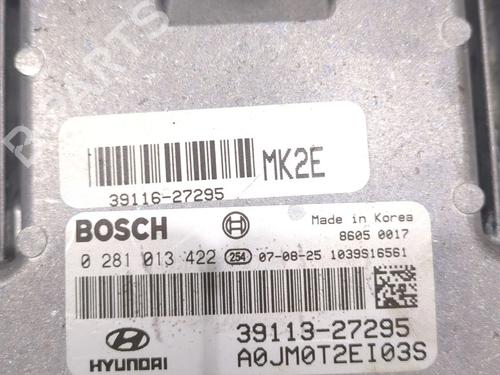 MK2E
39116-27295
BOSCH
Made in Korea
8605 0017
0 281 013 422 254 07-08-25 1039S16561
39113-27295
HYUNDAI
A0JM0T2EI03S
B-PARTS